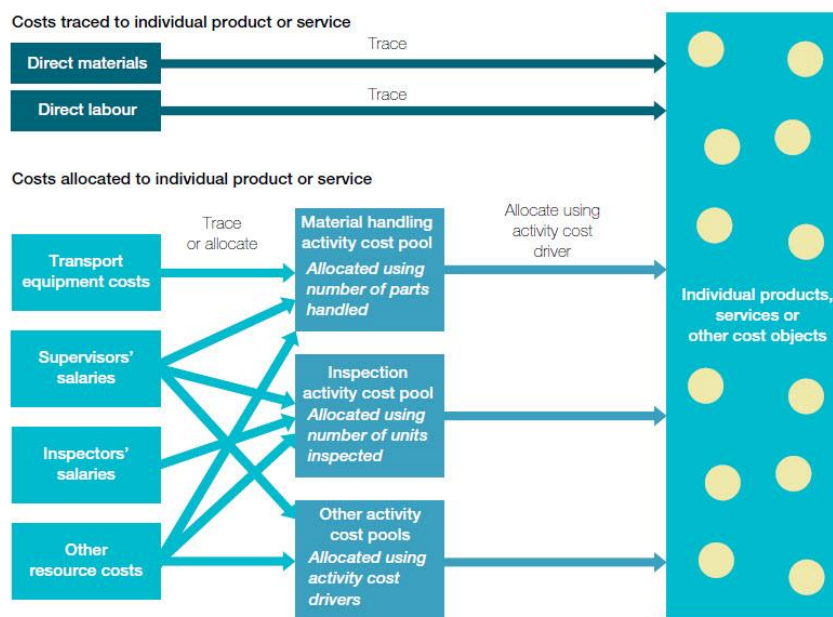 Costs traced to individual product or service
Direct materials
Trace
Direct labour
Trace
Costs allocated to individual product or service
Trace
or allocate
Allocate using
activity cost
driver
Transport
equipment costs
Supervisors’
salaries
Inspectors’
salaries
Other
resource costs
Material handling
activity cost pool
Allocated using
number of parts
handled
Inspection
activity cost pool
Allocated using
number of units
inspected
Other activity
cost pools
Allocated using
activity cost
drivers
Individual products,
services or
other cost objects